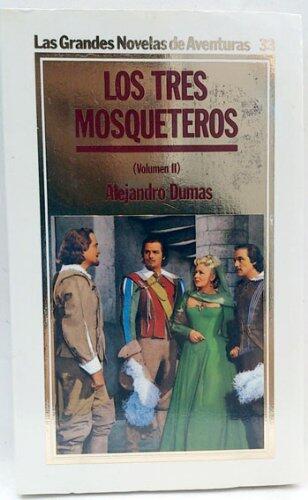 Las Grandes Novelas de Aventuras 33
LOS TRES
MOSQUETEROS
(Volumen II)
Alejandro Dumas